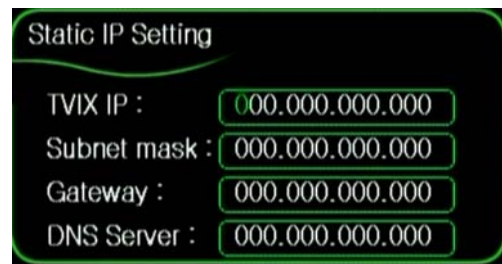 Static IP Setting
TVIX IP : 000.000.000.000
Subnet mask : 000.000.000.000
Gateway : 000.000.000.000
DNS Server : 000.000.000.000